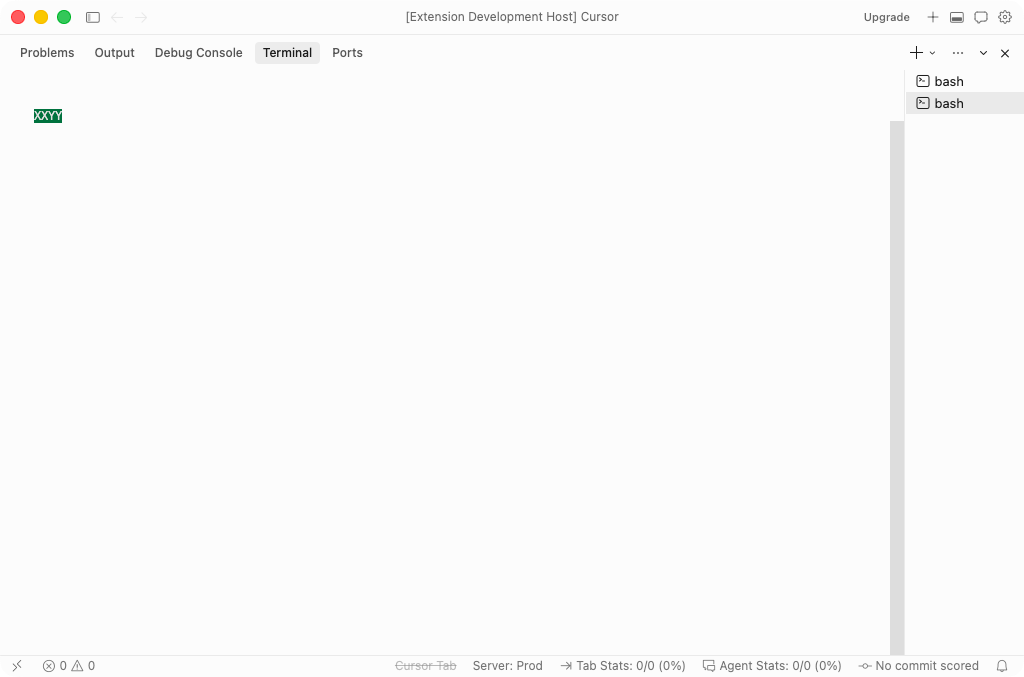 [Extension Development Host] Cursor
Upgrade
Problems Output Debug Console Terminal Ports
bash
bash
XXYY
0 0 Cursor Tab Server: Prod Tab Stats: 0/0 (0%) Agent Stats: 0/0 (0%) No commit scored